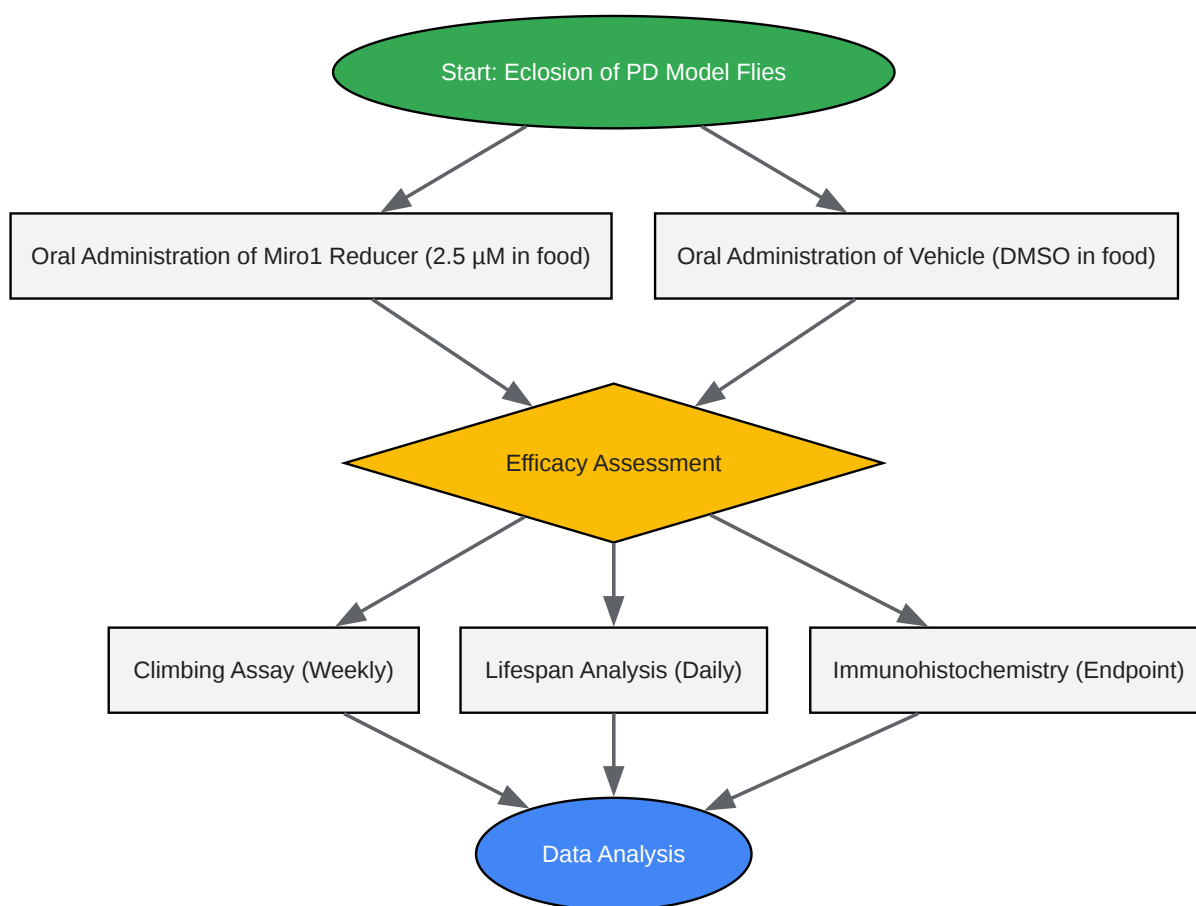 Start: Eclosion of PD Model Flies
Oral Administration of Miro1 Reducer (2.5 µM in food)
Oral Administration of Vehicle (DMSO in food)
Efficacy Assessment
Climbing Assay (Weekly)
Lifespan Analysis (Daily)
Immunohistochemistry (Endpoint)
Data Analysis